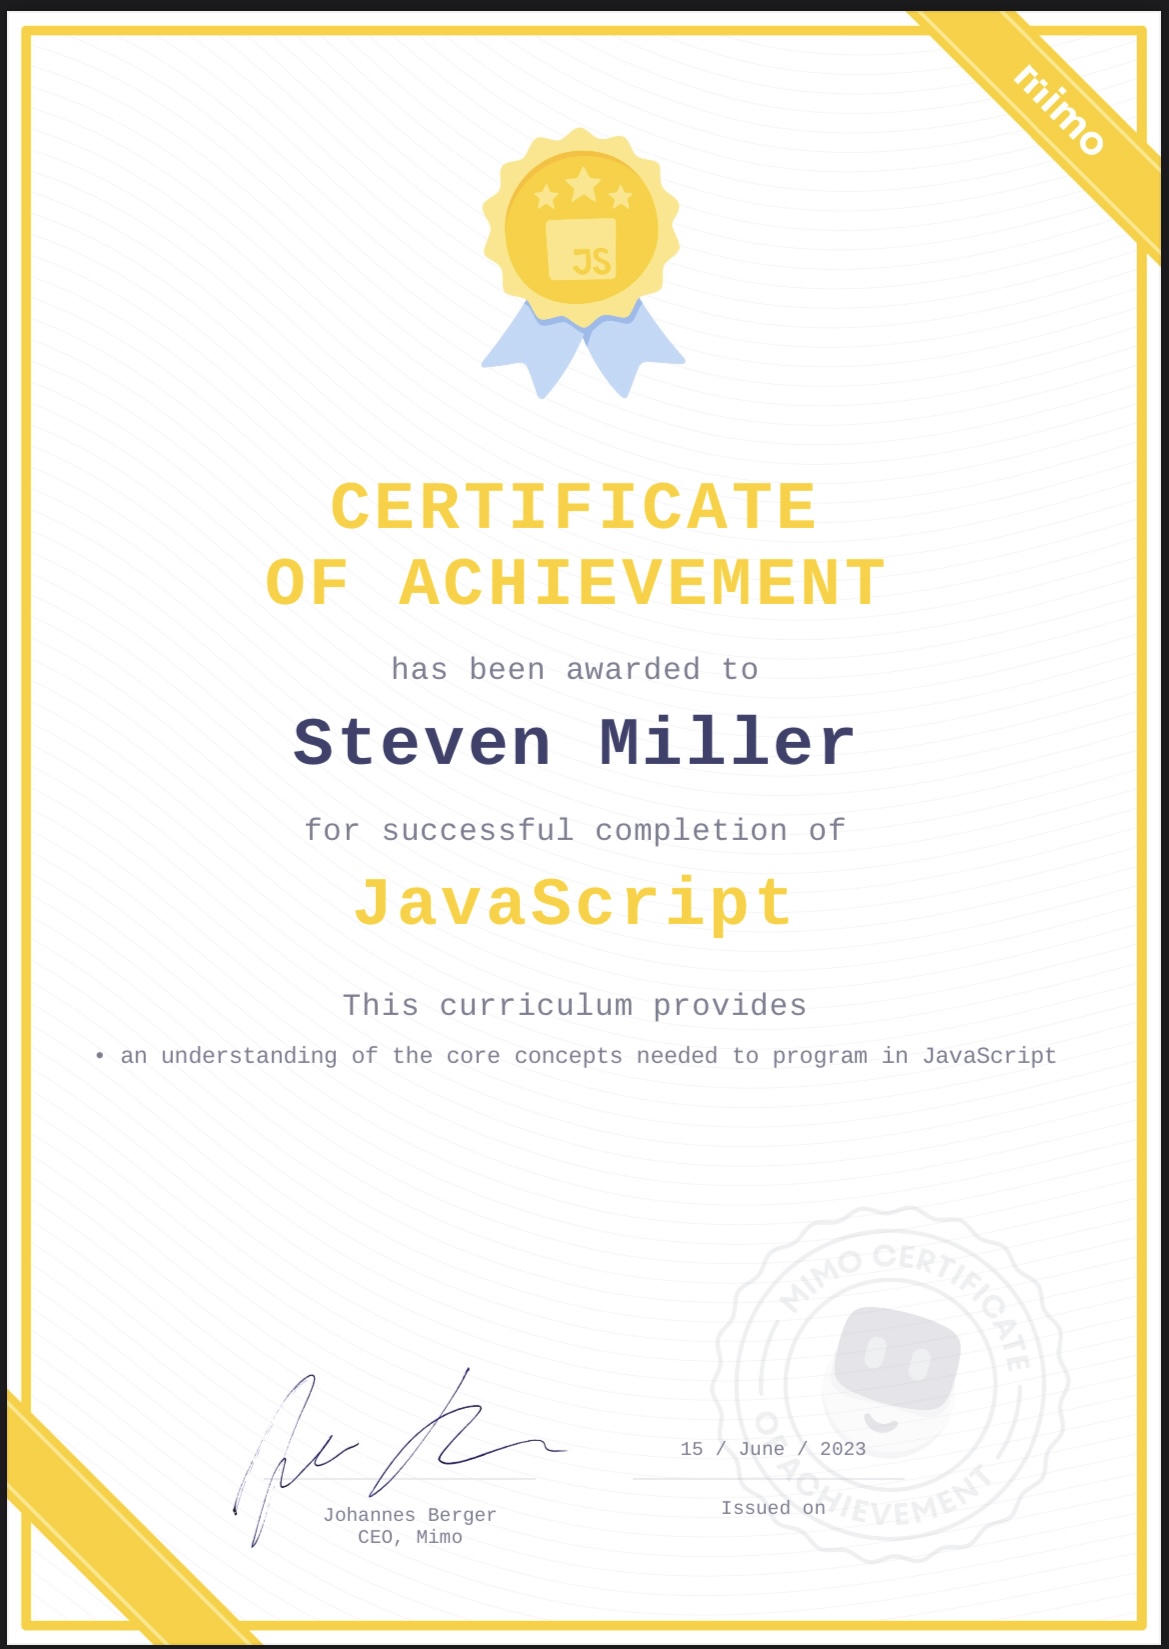 mimo
JS
CERTIFICATE
OF ACHIEVEMENT
has been awarded to
Steven Miller
for successful completion of
JavaScript
This curriculum provides
• an understanding of the core concepts needed to program in JavaScript
MIMO CERTIFICATE
OF ACHIEVEMENT
15 / June / 2023
Johannes Berger
Issued on
CEO, Mimo